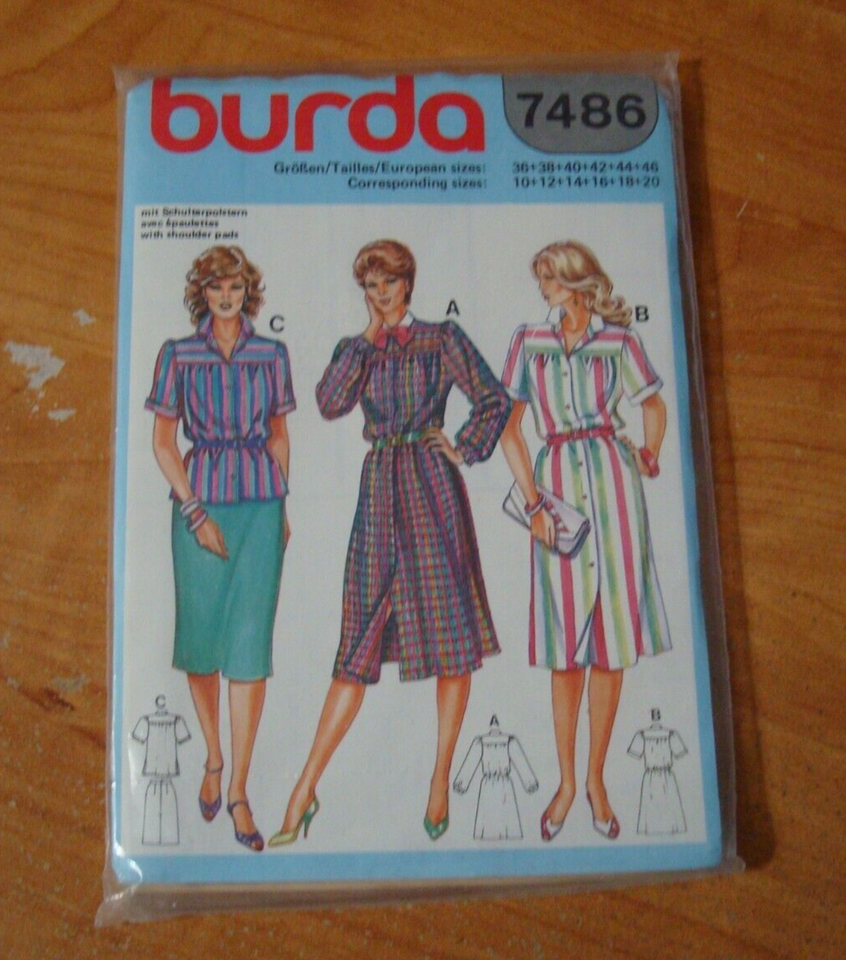 burda
7486
Größen/Tailles/European sizes: 36+38+40+42+44+46
Corresponding sizes: 10+12+14+16+18+20
mit Schulterpolstern
avec épaulettes
with shoulder pads
C
A
B
C
A
B